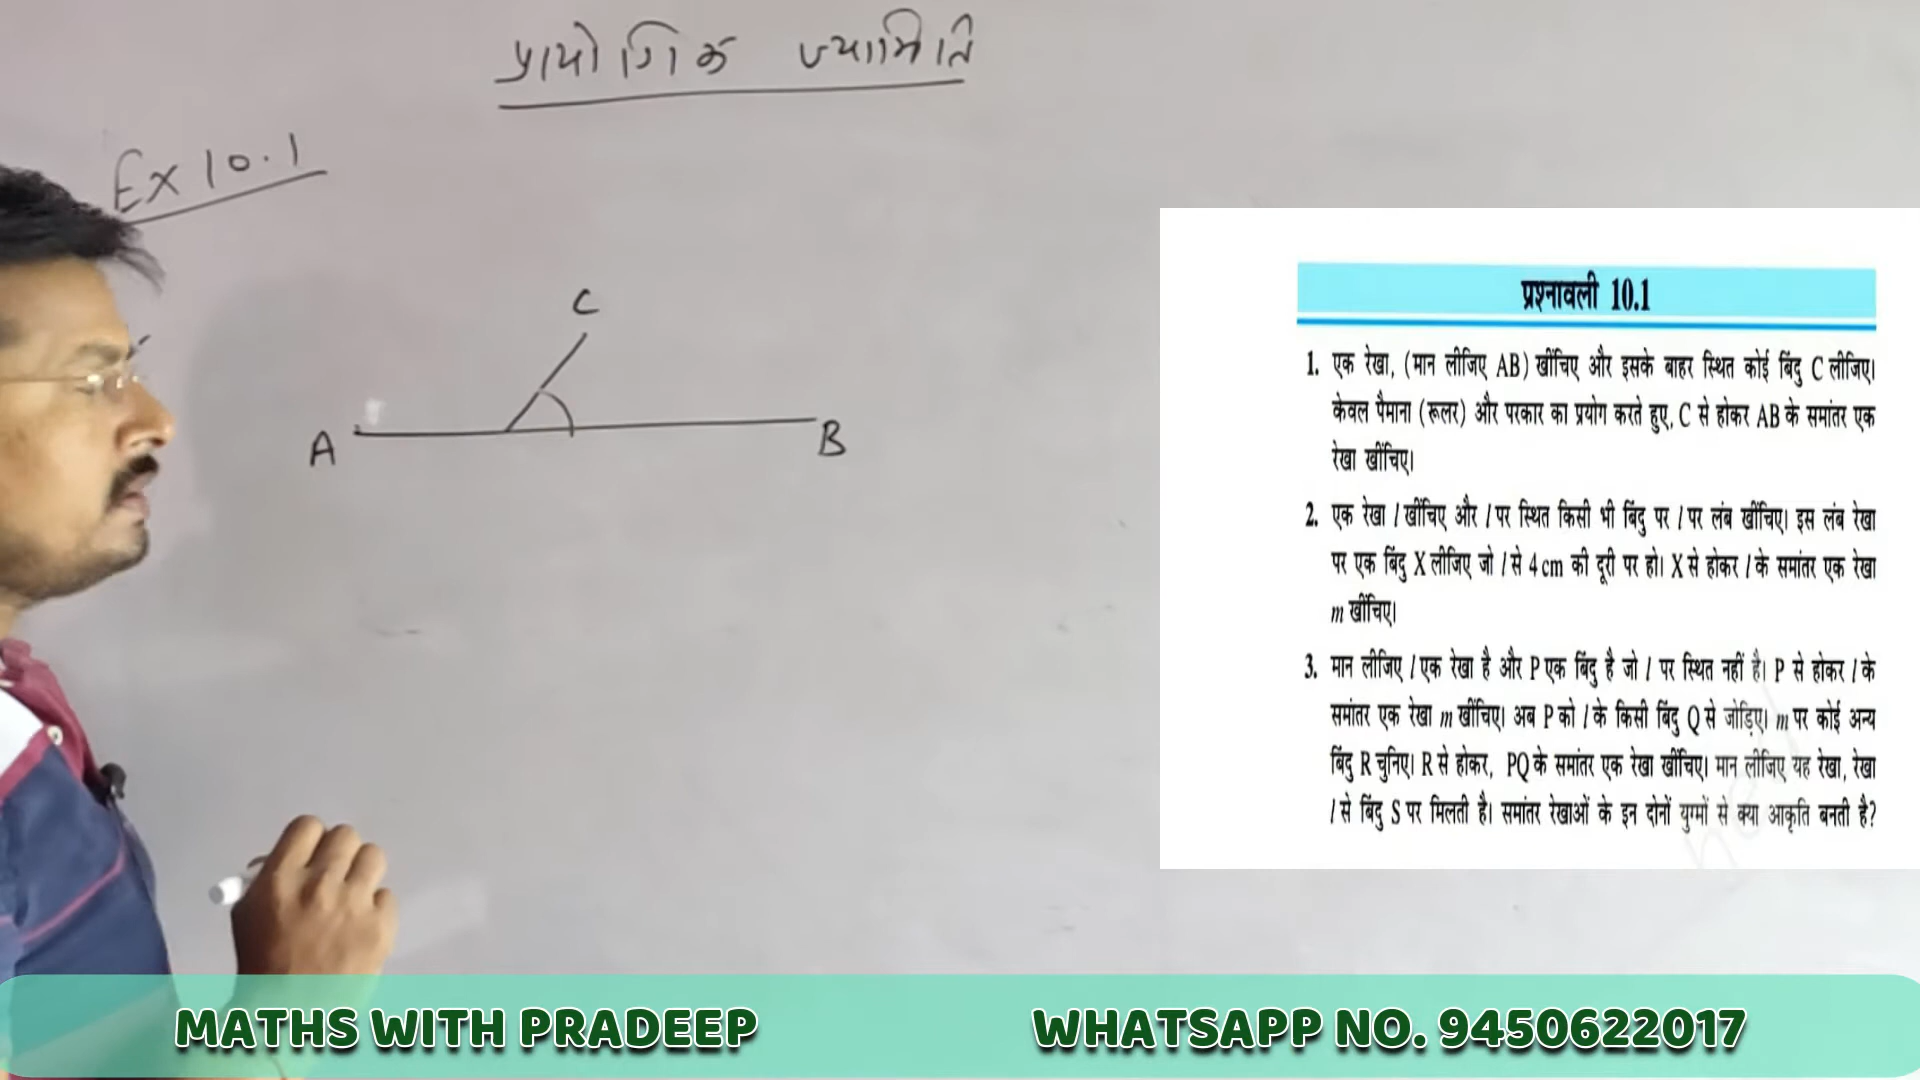 प्रायोगिक ज्यामिति
Ex 10.1
C
A
B
प्रश्नावली 10.1
1. एक रेखा, (मान लीजिए AB) खींचिए और इसके बाहर स्थित कोई बिंदु C लीजिए।
केवल पैमाना (रूलर) और परकार का प्रयोग करते हुए, C से होकर AB के समांतर एक
रेखा खींचिए।
2. एक रेखा l खींचिए और l पर स्थित किसी भी बिंदु पर l पर लंब खींचिए। इस लंब रेखा
पर एक बिंदु X लीजिए जो l से 4 cm की दूरी पर हो। X से होकर l के समांतर एक रेखा
m खींचिए।
3. मान लीजिए l एक रेखा है और P एक बिंदु है जो l पर स्थित नहीं है। P से होकर l के
समांतर एक रेखा m खींचिए। अब P को l के किसी बिंदु Q से जोड़िए। m पर कोई अन्य
बिंदु R चुनिए। R से होकर, PQ के समांतर एक रेखा खींचिए। मान लीजिए यह रेखा, रेखा
l से बिंदु S पर मिलती है। समांतर रेखाओं के इन दोनों युग्मों से क्या आकृति बनती है?
MATHS WITH PRADEEP
WHATSAPP NO. 9450622017